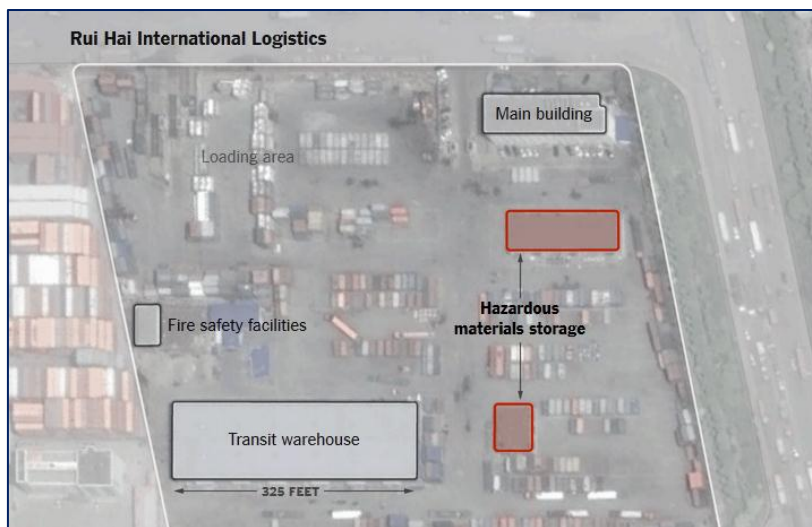 Rui Hai International Logistics
Main building
Loading area
Hazardous
materials storage
Fire safety facilities
Transit warehouse
325 FEET